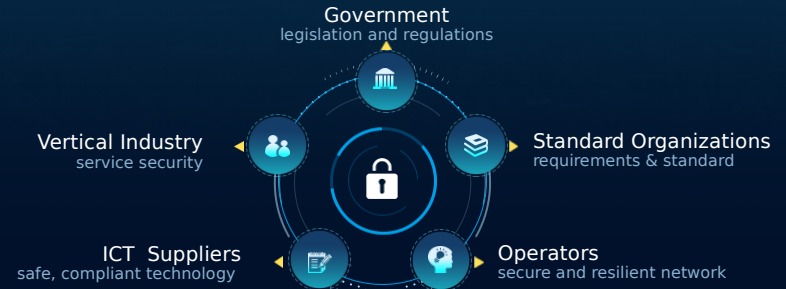 Government
legislation and regulations
Vertical Industry
service security
Standard Organizations
requirements & standard
ICT  Suppliers
safe, compliant technology
Operators
secure and resilient network